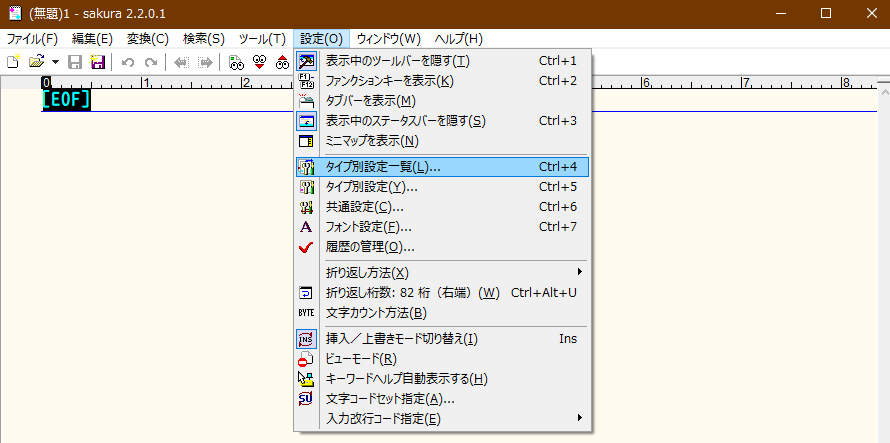 (無題)1 - sakura 2.2.0.1
ファイル(F) 編集(E) 変換(C) 検索(S) ツール(T) 設定(O) ウィンドウ(W) ヘルプ(H)
0 1 2 6 7 8
[EOF]
表示中のツールバーを隠す(T) Ctrl+1
F1~F12 ファンクションキーを表示(K) Ctrl+2
タブバーを表示(M)
表示中のステータスバーを隠す(S) Ctrl+3
ミニマップを表示(N)
タイプ別設定一覧(L)... Ctrl+4
タイプ別設定(Y)... Ctrl+5
共通設定(C)... Ctrl+6
A フォント設定(F)... Ctrl+7
履歴の管理(O)...
折り返し方法(X)
折り返し桁数: 82 桁（右端）(W) Ctrl+Alt+U
BYTE 文字カウント方法(B)
INS 挿入／上書きモード切り替え(I) Ins
ビューモード(R)
キーワードヘルプ自動表示する(H)
文字コードセット指定(A)...
入力改行コード指定(E)